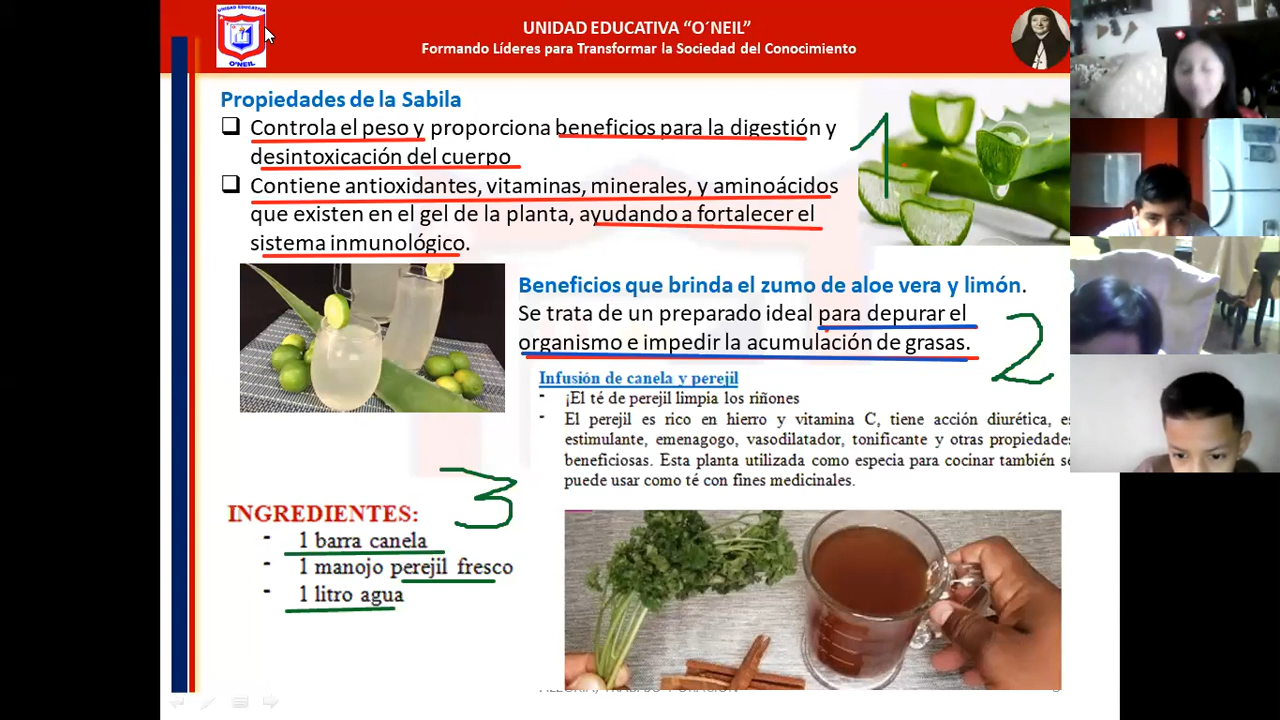 UNIDAD EDUCATIVA
O'NEIL
UNIDAD EDUCATIVA “O´NEIL”
Formando Líderes para Transformar la Sociedad del Conocimiento
Propiedades de la Sabila
Controla el peso y proporciona beneficios para la digestión y
desintoxicación del cuerpo
Contiene antioxidantes, vitaminas, minerales, y aminoácidos
que existen en el gel de la planta, ayudando a fortalecer el
sistema inmunológico.
1
Beneficios que brinda el zumo de aloe vera y limón.
Se trata de un preparado ideal para depurar el
organismo e impedir la acumulación de grasas.
2
Infusión de canela y perejil
- ¡El té de perejil limpia los riñones
- El perejil es rico en hierro y vitamina C, tiene acción diurética, es
estimulante, emenagogo, vasodilatador, tonificante y otras propiedades
beneficiosas. Esta planta utilizada como especia para cocinar también se
puede usar como té con fines medicinales.
3
INGREDIENTES:
- 1 barra canela
- 1 manojo perejil fresco
- 1 litro agua